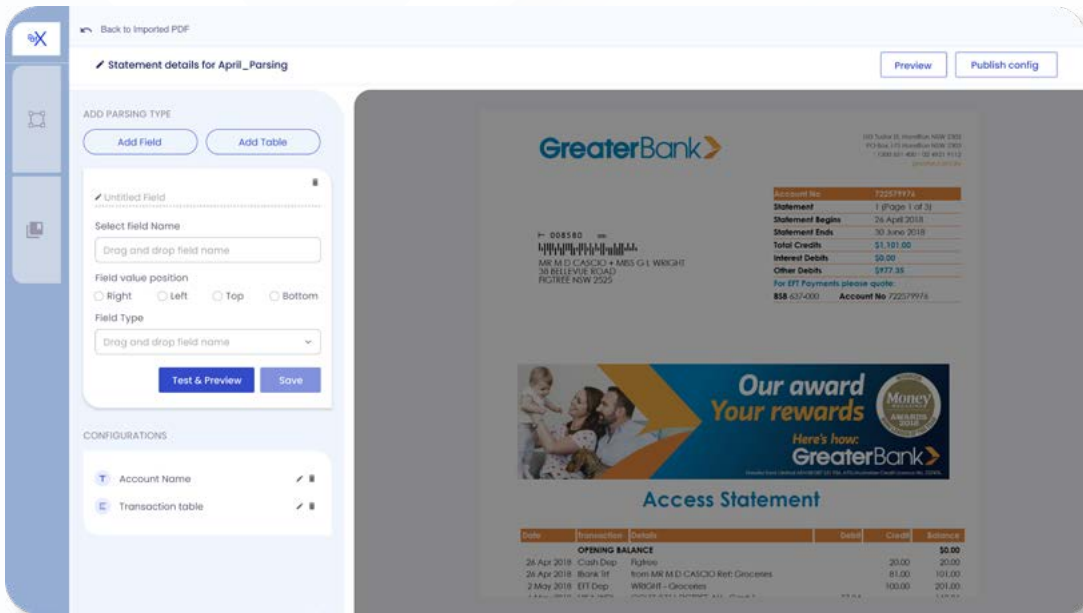 X
Back to Imported PDF
Statement details for April_Parsing
Preview
Publish config
ADD PARSING TYPE
Add Field
Add Table
Untitled Field
Select field Name
Drag and drop field name
Field value position
Right
Left
Top
Bottom
Field Type
Drag and drop field name
Test & Preview
Save
CONFIGURATIONS
T Account Name
Transaction table
GreaterBank
Account No 722579976
Statement 1 (Page 1 of 3)
Statement Begins 26 April 2018
Statement Ends 30 June 2018
Total Credits $1,101.00
Interest Debits $0.00
Other Debits $977.35
For EFT Payments please quote:
BSB 637-000 Account No 722579976
008580
MR M D CASCIO + MISS G L WRIGHT
38 BELLEVUE ROAD
FIGTREE NSW 2525
Our award
Your rewards
Here's how:
GreaterBank
Money
AWARDS
2018
Access Statement
Date Transaction Details Debit Credit Balance
OPENING BALANCE $0.00
26 Apr 2018 Cash Dep Figtree 20.00 20.00
26 Apr 2018 Bank Trf from MR M D CASCIO Ref: Groceries 81.00 101.00
2 May 2018 EFT Dep WRIGHT - Groceries 100.00 201.00